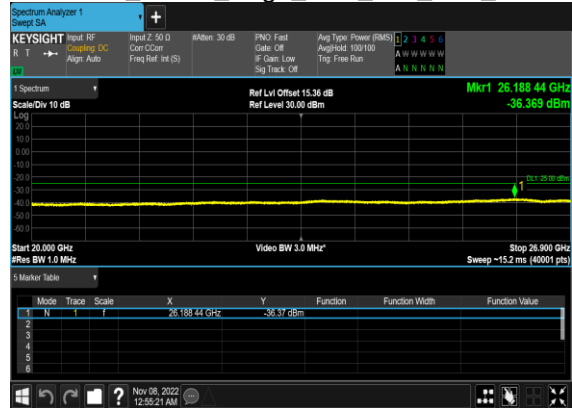 Spectrum Analyzer 1
Swept SA
+
KEYSIGHT Input: RF Input Z: 50 Ω #Atten: 30 dB PNO: Fast Avg Type: Power (RMS) 1 2 3 4 5 6
R T Coupling: DC Corr CCorr Gate: Off Avg|Hold: 100/100 A W W W W W
Align: Auto Freq Ref: Int (S) IF Gain: Low Trig: Free Run
Sig Track: Off A N N N N N
1 Spectrum Ref Lvl Offset 15.36 dB Mkr1 26.188 44 GHz
Scale/Div 10 dB Ref Level 30.00 dBm -36.369 dBm
Log
20.0
10.0
0.00
-10.0
-20.0
DL1 -25.00 dBm
1
-30.0
-40.0
-50.0
-60.0
Start 20.000 GHz Video BW 3.0 MHz* Stop 26.900 GHz
#Res BW 1.0 MHz Sweep ~15.2 ms (40001 pts)
5 Marker Table
Mode Trace Scale X Y Function Function Width Function Value
1 N 1 f 26.188 44 GHz -36.37 dBm
2
3
4
5
6
? Nov 08, 2022
12:55:21 AM